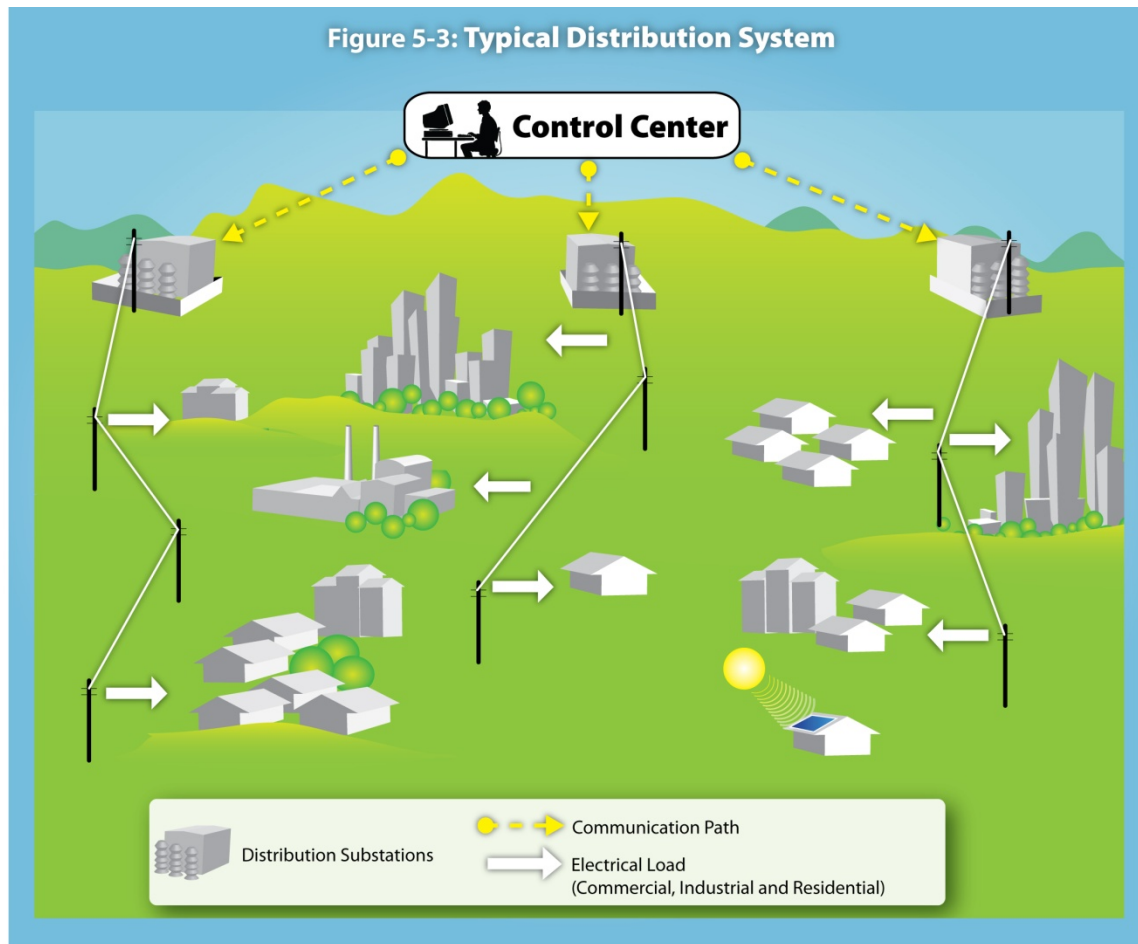 Figure 5-3: Typical Distribution System
Control Center
Distribution Substations
Communication Path
Electrical Load
(Commercial, Industrial and Residential)